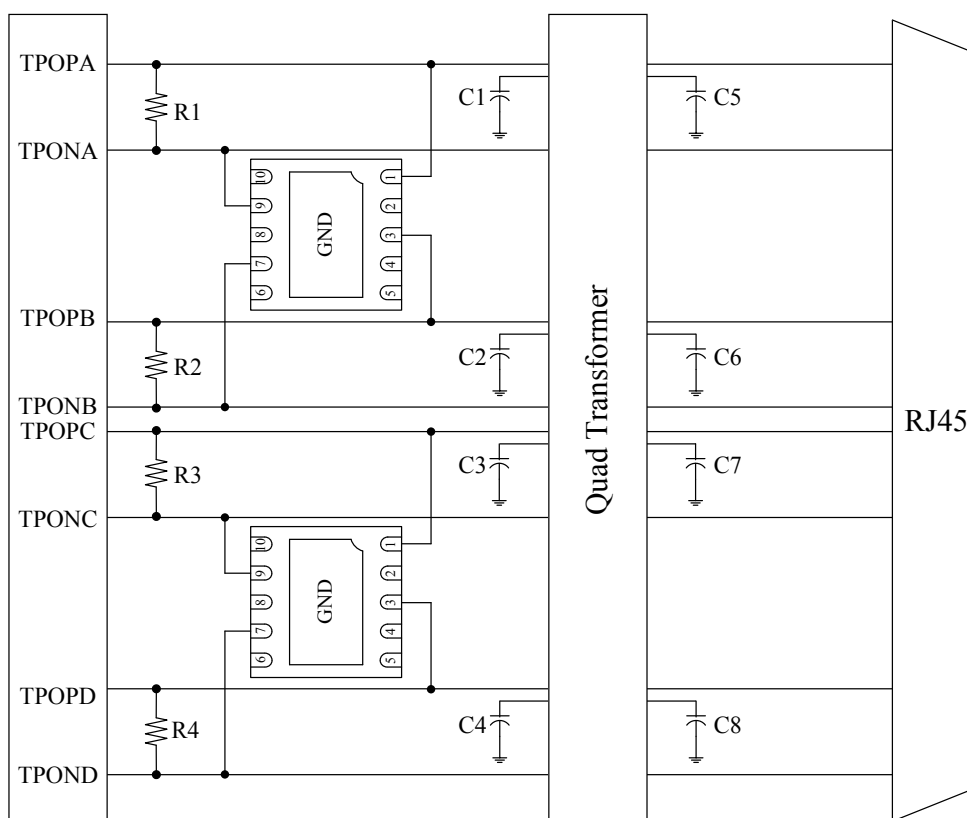 TPOPA
R1
C1
C5
TPONA
10 1
9 2
8 3
7 4
6 5
GND
TPOPB
R2
C2
C6
TPONB
TPOPC
R3
C3
C7
TPONC
10 1
9 2
8 3
7 4
6 5
GND
TPOPD
R4
C4
C8
TPOND
Quad Transformer
RJ45